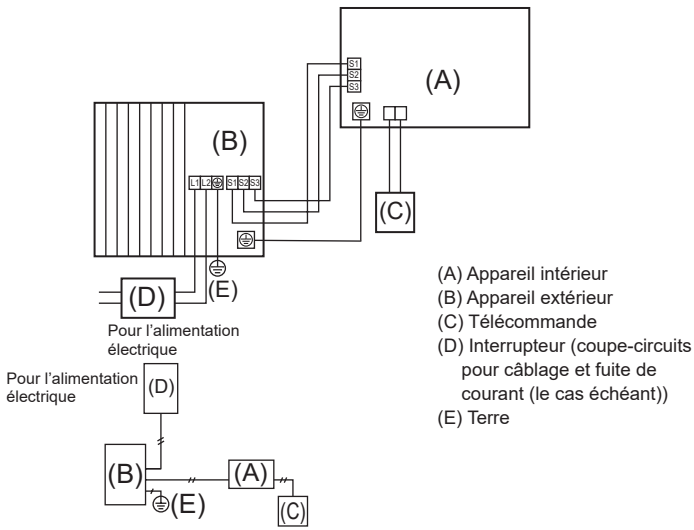 S1
S2
S3
(A)
(B)
L1 L2 S1 S2 S3
(C)
(D)
(E)
Pour l'alimentation
électrique
(A) Appareil intérieur
(B) Appareil extérieur
(C) Télécommande
(D) Interrupteur (coupe-circuits
pour câblage et fuite de
courant (le cas échéant))
(E) Terre
Pour l'alimentation
électrique
(D)
(B)
(A)
(E)
(C)